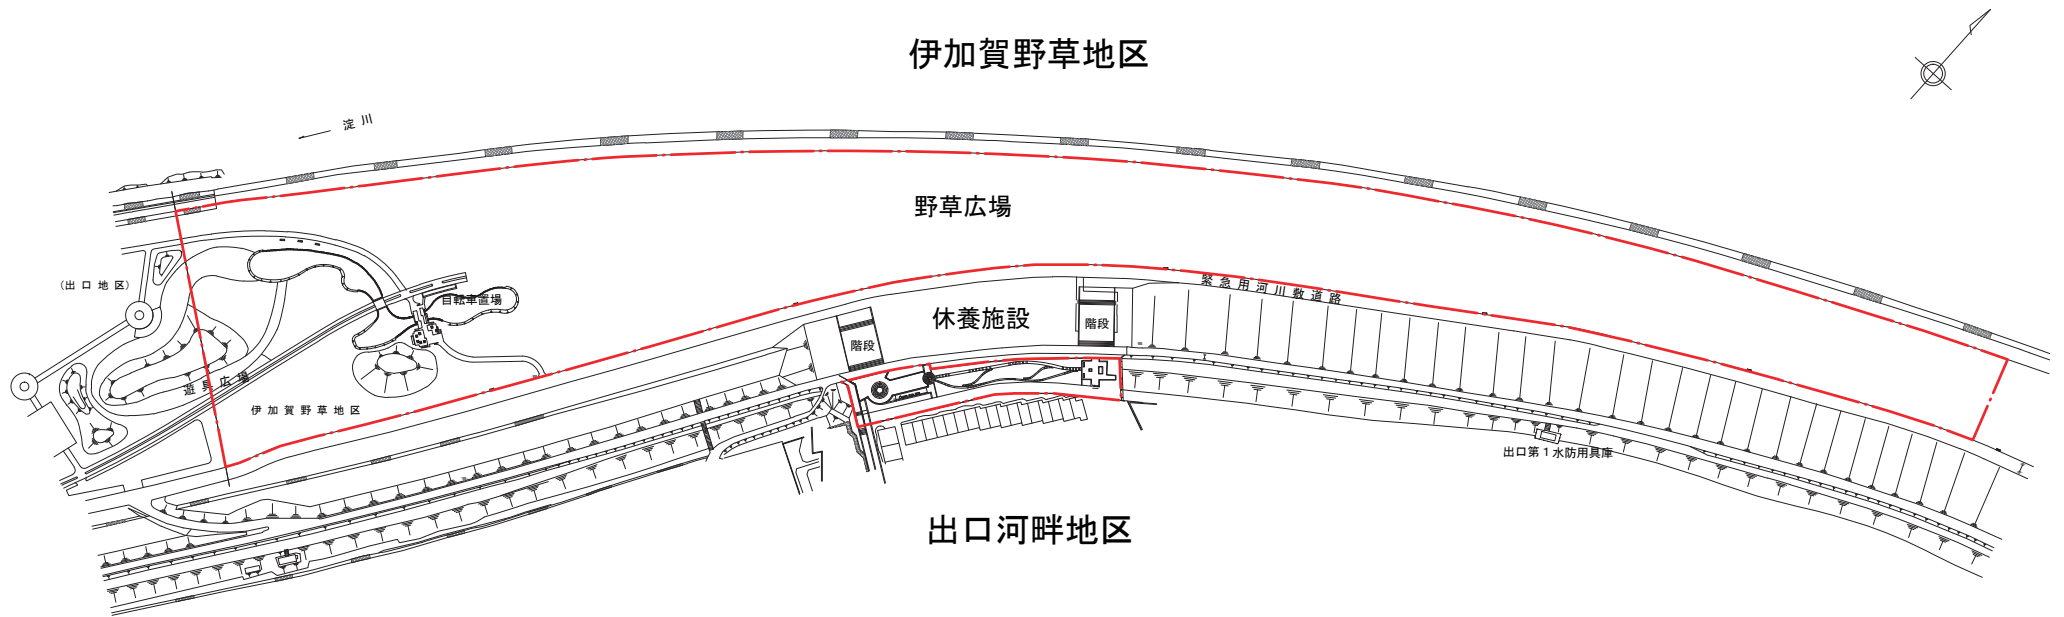 伊加賀野草地区
淀川
野草広場
(出口地区)
緊急用河川敷道路
自転車置場
休養施設
階段
階段
遊具広場
伊加賀野草地区
出口第1水防用具庫
出口河畔地区